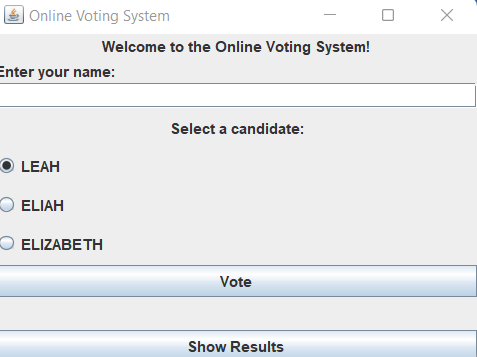 Online Voting System
Welcome to the Online Voting System!
Enter your name:
Select a candidate:
LEAH
ELIAH
ELIZABETH
Vote
Show Results